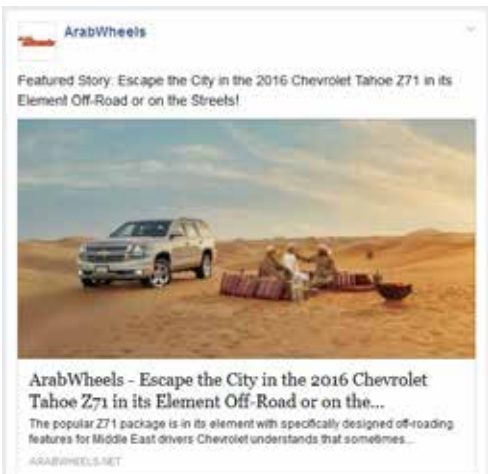 ArabWheels
Featured Story: Escape the City in the 2016 Chevrolet Tahoe Z71 in its
Element Off-Road or on the Streets!
ArabWheels - Escape the City in the 2016 Chevrolet
Tahoe Z71 in its Element Off-Road or on the...
The popular Z71 package is in its element with specifically designed off-roading
features for Middle East drivers Chevrolet understands that sometimes...
ARABWHEELS.NET